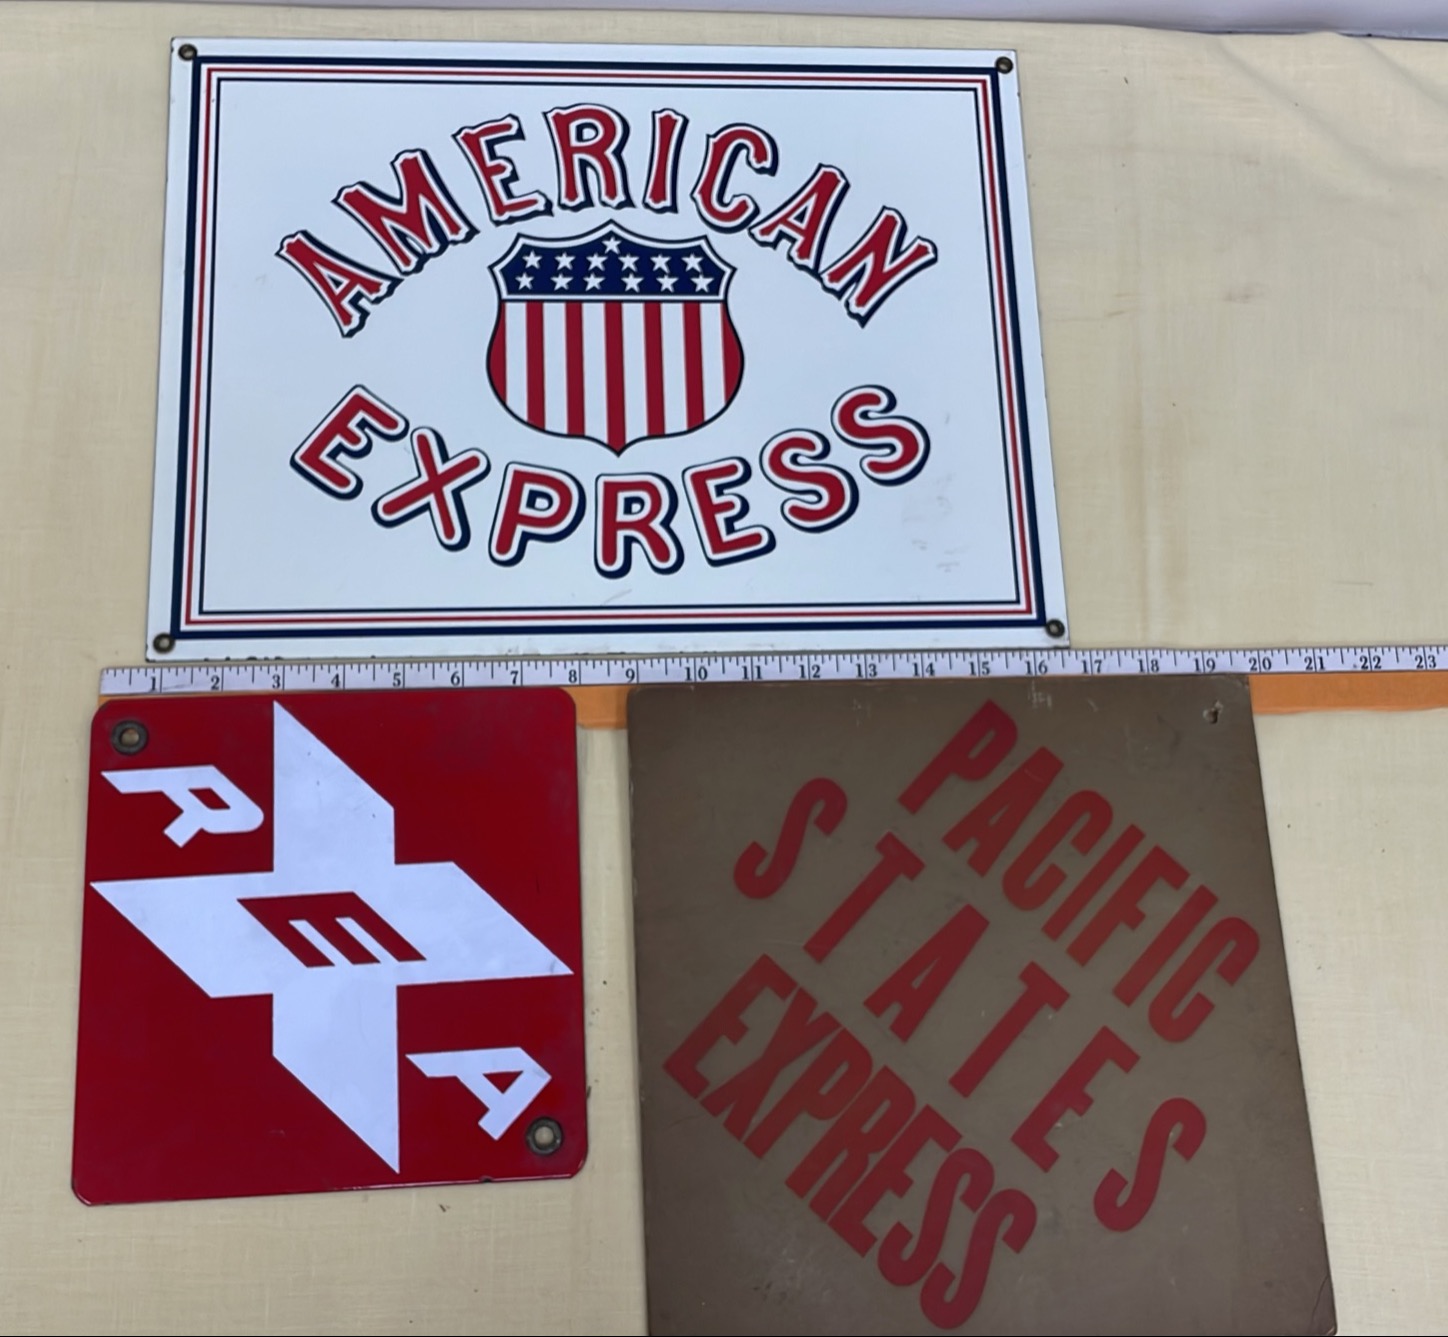 AMERICAN
EXPRESS
1 2 3 4 5 6 7 8 9 10 11 12 13 14 15 16 17 18 19 20 21 22 23
R
E
A
PACIFIC
STATES
EXPRESS